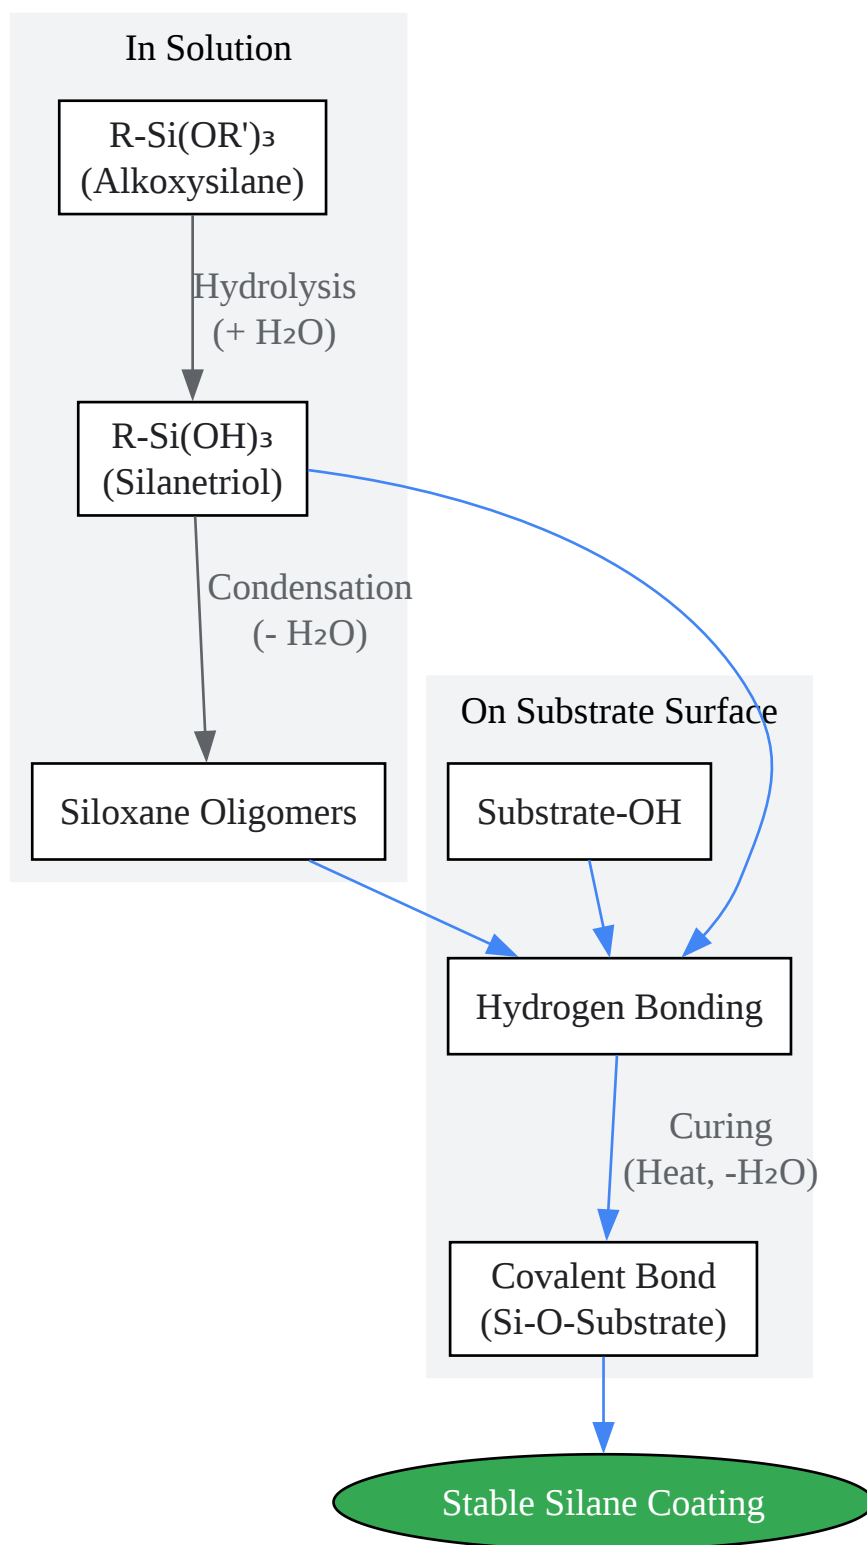 In Solution
R-Si(OR')₃
(Alkoxysilane)
Hydrolysis
(+ H₂O)
R-Si(OH)₃
(Silanetriol)
Condensation
(- H₂O)
On Substrate Surface
Siloxane Oligomers
Substrate-OH
Hydrogen Bonding
Curing
(Heat, -H₂O)
Covalent Bond
(Si-O-Substrate)
Stable Silane Coating